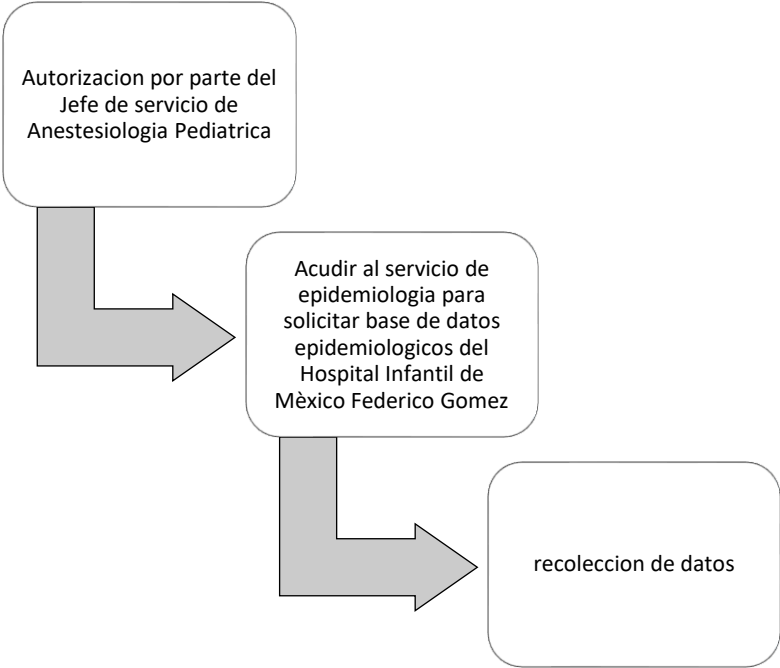 Autorizacion por parte del
Jefe de servicio de
Anestesiologia Pediatrica
Acudir al servicio de
epidemiologia para
solicitar base de datos
epidemiologicos del
Hospital Infantil de
Mèxico Federico Gomez
recoleccion de datos